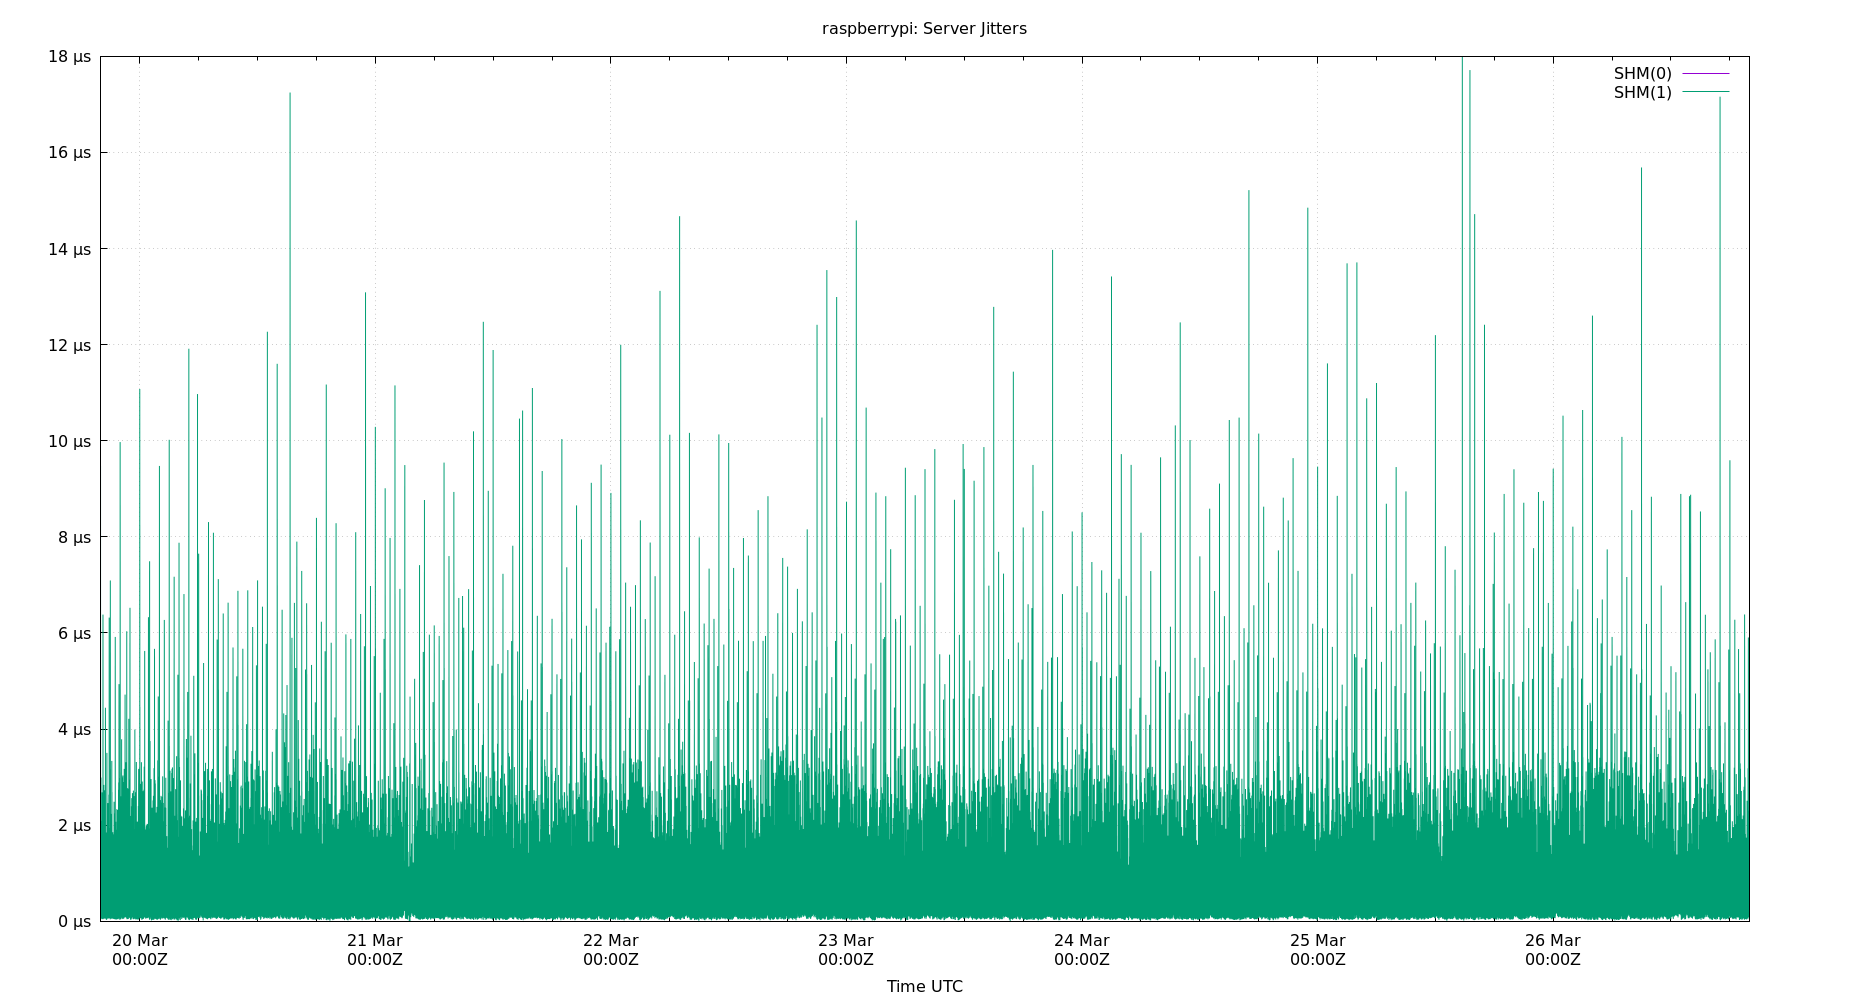 raspberrypi: Server Jitters
SHM(0)
SHM(1)
18 µs
16 µs
14 µs
12 µs
10 µs
8 µs
6 µs
4 µs
2 µs
0 µs
20 Mar 21 Mar 22 Mar 23 Mar 24 Mar 25 Mar 26 Mar
00:00Z 00:00Z 00:00Z 00:00Z 00:00Z 00:00Z 00:00Z
Time UTC